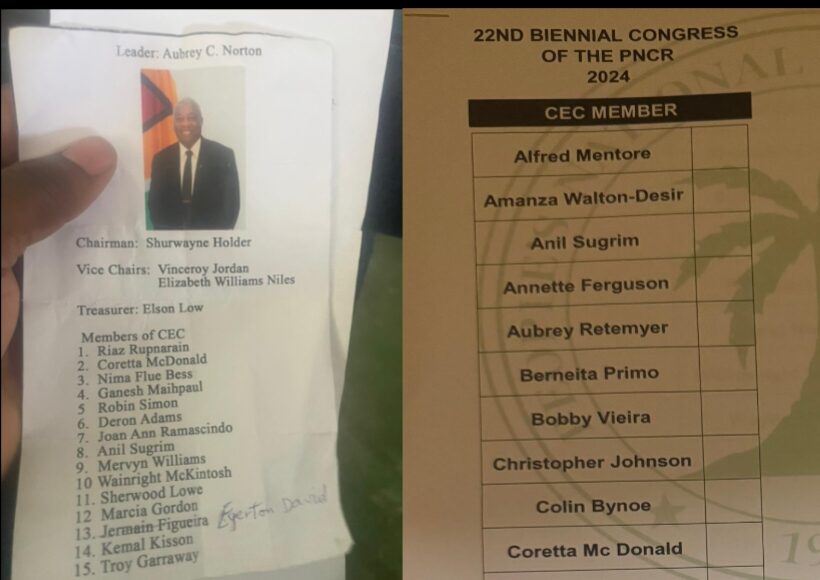 Leader: Aubrey C. Norton
Chairman: Shurwayne Holder
Vice Chairs: Vinceroy Jordan
Elizabeth Williams Niles
Treasurer: Elson Low
Members of CEC
1. Riaz Rupnarain
2. Coretta McDonald
3. Nima Flue Bess
4. Ganesh Maihpaul
5 Robin Simon
6. Deron Adams
7. Joan Ann Ramascindo
8. Anil Sugrim
9. Mervyn Williams
10 Wainright McKintosh
11. Sherwood Lowe
12 Marcia Gordon
13. Jermain Figueira Egerton David
14. Kemal Kisson
15. Troy Garraway
22ND BIENNIAL CONGRESS
OF THE PNCR
2024
CEC MEMBER
Alfred Mentore
Amanza Walton-Desir
Anil Sugrim
Annette Ferguson
Aubrey Retemyer
Berneita Primo
Bobby Vieira
Christopher Johnson
Colin Bynoe
Coretta Mc Donald